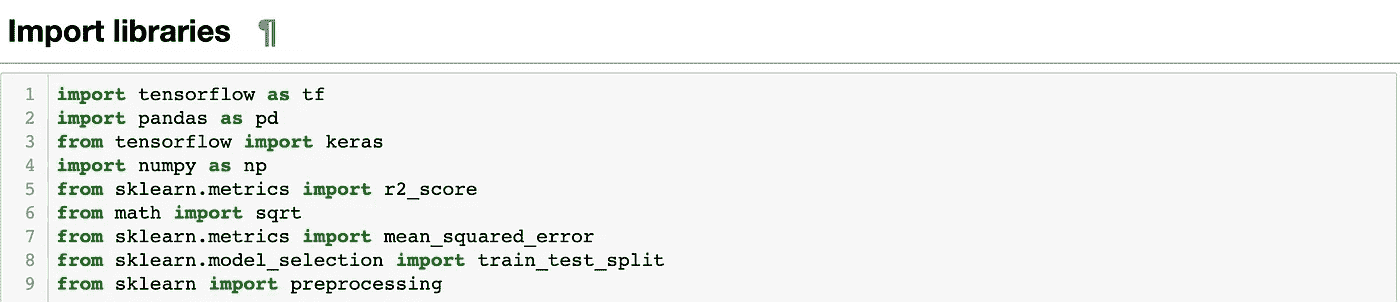 Import libraries ¶
1 import tensorflow as tf
2 import pandas as pd
3 from tensorflow import keras
4 import numpy as np
5 from sklearn.metrics import r2_score
6 from math import sqrt
7 from sklearn.metrics import mean_squared_error
8 from sklearn.model_selection import train_test_split
9 from sklearn import preprocessing